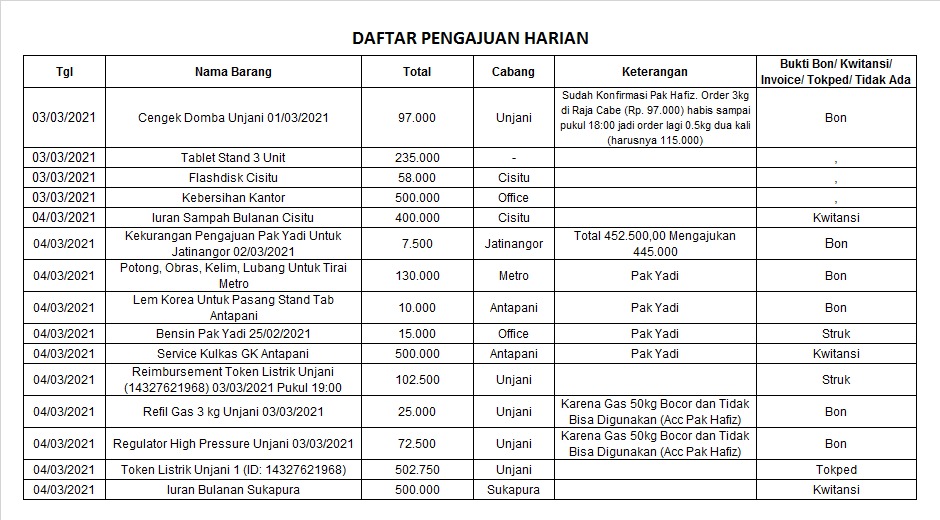 DAFTAR PENGAJUAN HARIAN
Tgl Nama Barang Total Cabang Keterangan Bukti Bon/ Kwitansi/
Invoice/ Tokped/ Tidak Ada
03/03/2021 Cengek Domba Unjani 01/03/2021 97.000 Unjani Sudah Konfirmasi Pak Hafiz. Order 3kg
di Raja Cabe (Rp. 97.000) habis sampai
pukul 18:00 jadi order lagi 0.5kg dua kali
(harusnya 115.000) Bon
03/03/2021 Tablet Stand 3 Unit 235.000 - ,
03/03/2021 Flashdisk Cisitu 58.000 Cisitu ,
03/03/2021 Kebersihan Kantor 500.000 Office ,
04/03/2021 Iuran Sampah Bulanan Cisitu 400.000 Cisitu Kwitansi
04/03/2021 Kekurangan Pengajuan Pak Yadi Untuk
Jatinangor 02/03/2021 7.500 Jatinangor Total 452.500,00 Mengajukan
445.000 Bon
04/03/2021 Potong, Obras, Kelim, Lubang Untuk Tirai
Metro 130.000 Metro Pak Yadi Bon
04/03/2021 Lem Korea Untuk Pasang Stand Tab
Antapani 10.000 Antapani Pak Yadi Bon
04/03/2021 Bensin Pak Yadi 25/02/2021 15.000 Office Pak Yadi Struk
04/03/2021 Service Kulkas GK Antapani 500.000 Antapani Pak Yadi Kwitansi
04/03/2021 Reimbursement Token Listrik Unjani
(14327621968) 03/03/2021 Pukul 19:00 102.500 Unjani Struk
04/03/2021 Refil Gas 3 kg Unjani 03/03/2021 25.000 Unjani Karena Gas 50kg Bocor dan Tidak
Bisa Digunakan (Acc Pak Hafiz) Bon
04/03/2021 Regulator High Pressure Unjani 03/03/2021 72.500 Unjani Karena Gas 50kg Bocor dan Tidak
Bisa Digunakan (Acc Pak Hafiz) Bon
04/03/2021 Token Listrik Unjani 1 (ID: 14327621968) 502.750 Unjani Tokped
04/03/2021 Iuran Bulanan Sukapura 500.000 Sukapura Kwitansi